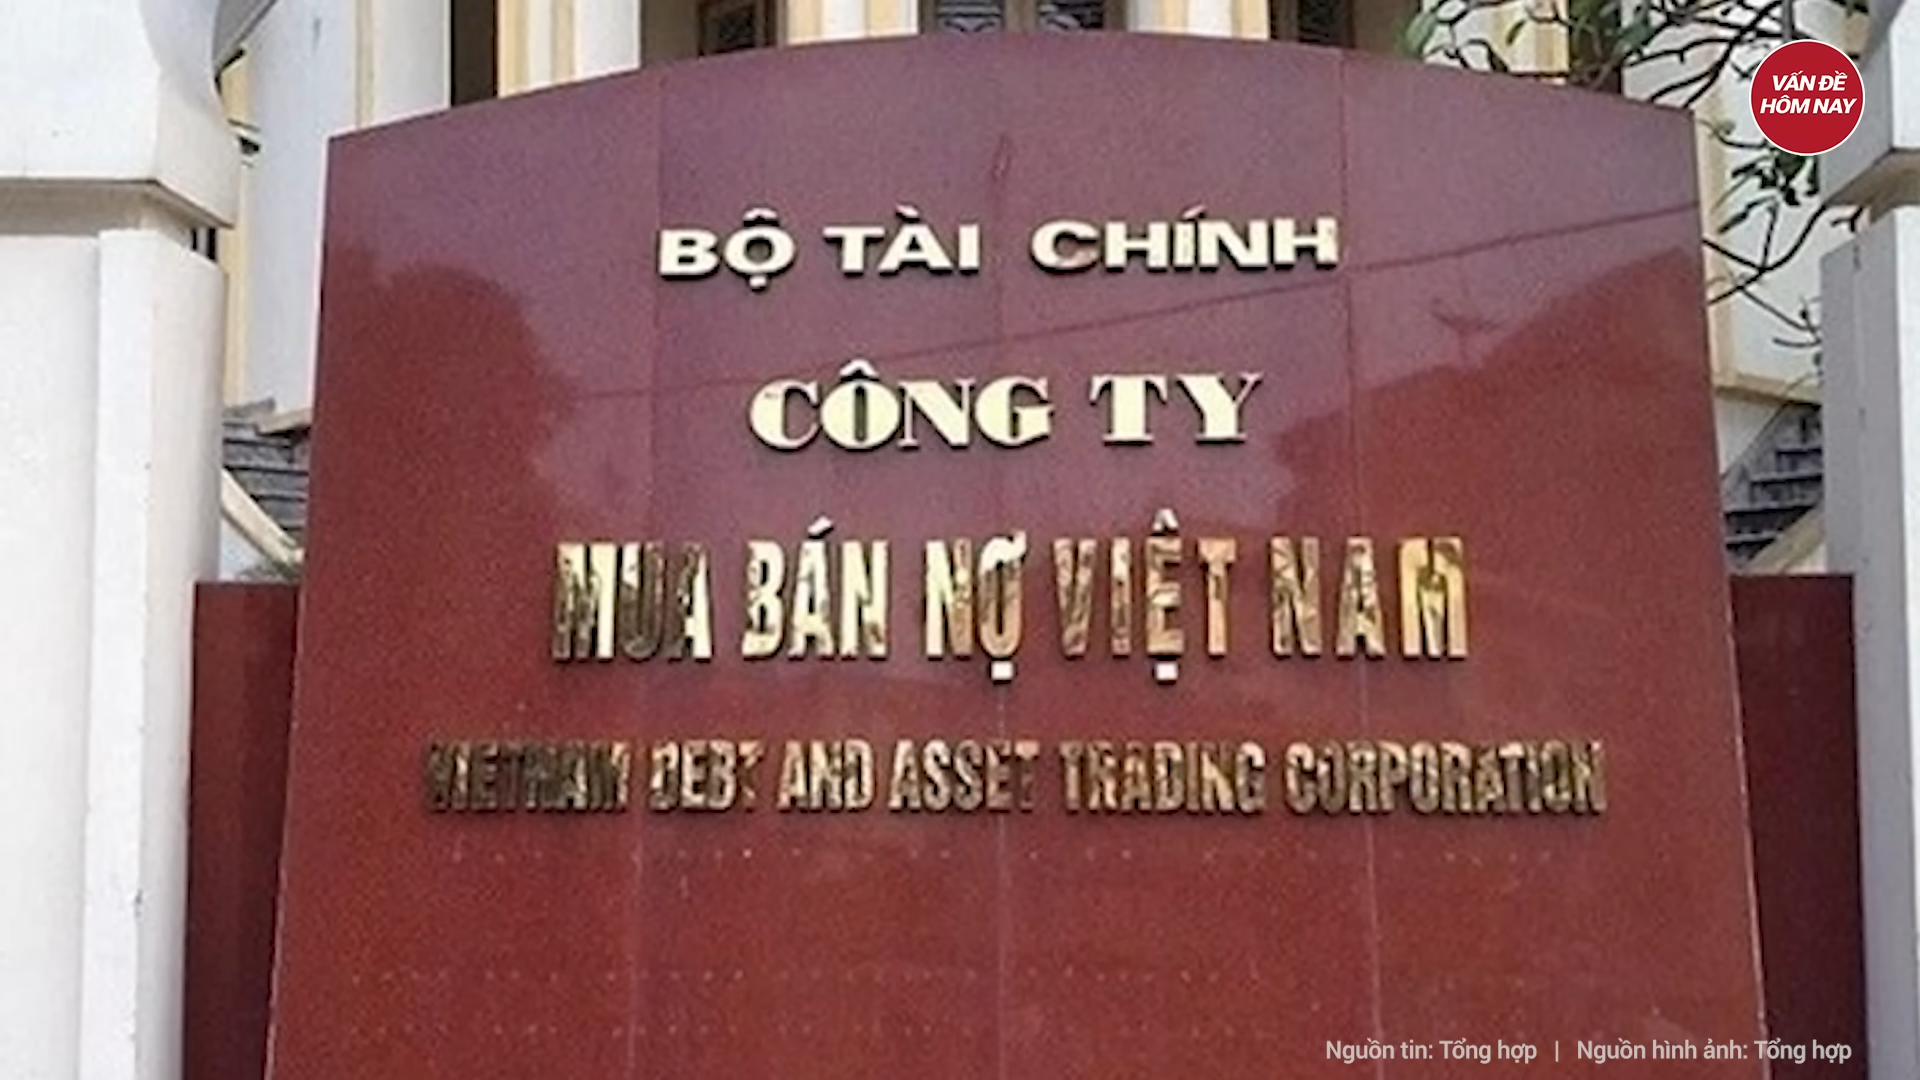 VẤN ĐỀ
HÔM NAY
BỘ TÀI CHÍNH
CÔNG TY
MUA BÁN NỢ VIỆT NAM
VIETNAM DEBT AND ASSET TRADING CORPORATION
Nguồn tin: Tổng hợp | Nguồn hình ảnh: Tổng hợp